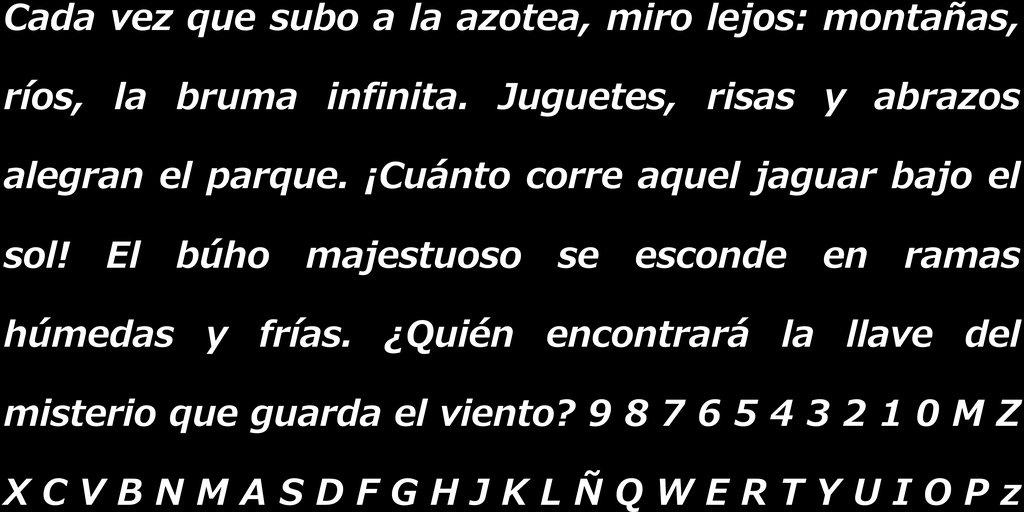 Cada vez que subo a la azotea, miro lejos: montañas,
ríos, la bruma infinita. Juguetes, risas y abrazos
alegran el parque. ¡Cuánto corre aquel jaguar bajo el
sol! El búho majestuoso se esconde en ramas
húmedas y frías. ¿Quién encontrará la llave del
misterio que guarda el viento? 9 8 7 6 5 4 3 2 1 0 M Z
X C V B N M A S D F G H J K L Ñ Q W E R T Y U I O P z